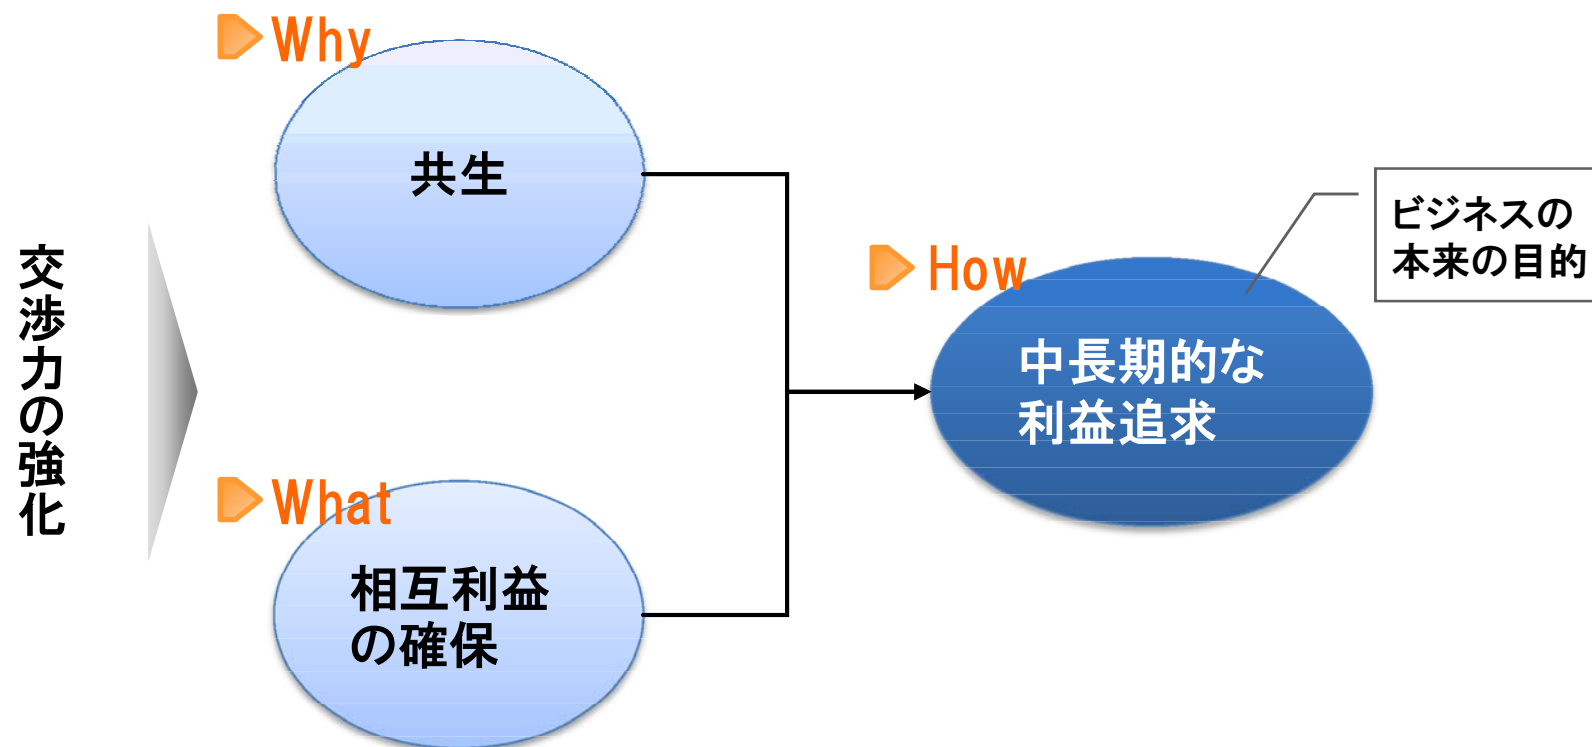 交渉力の強化
Why
共生
What
相互利益
の確保
How
中長期的な
利益追求
ビジネスの
本来の目的